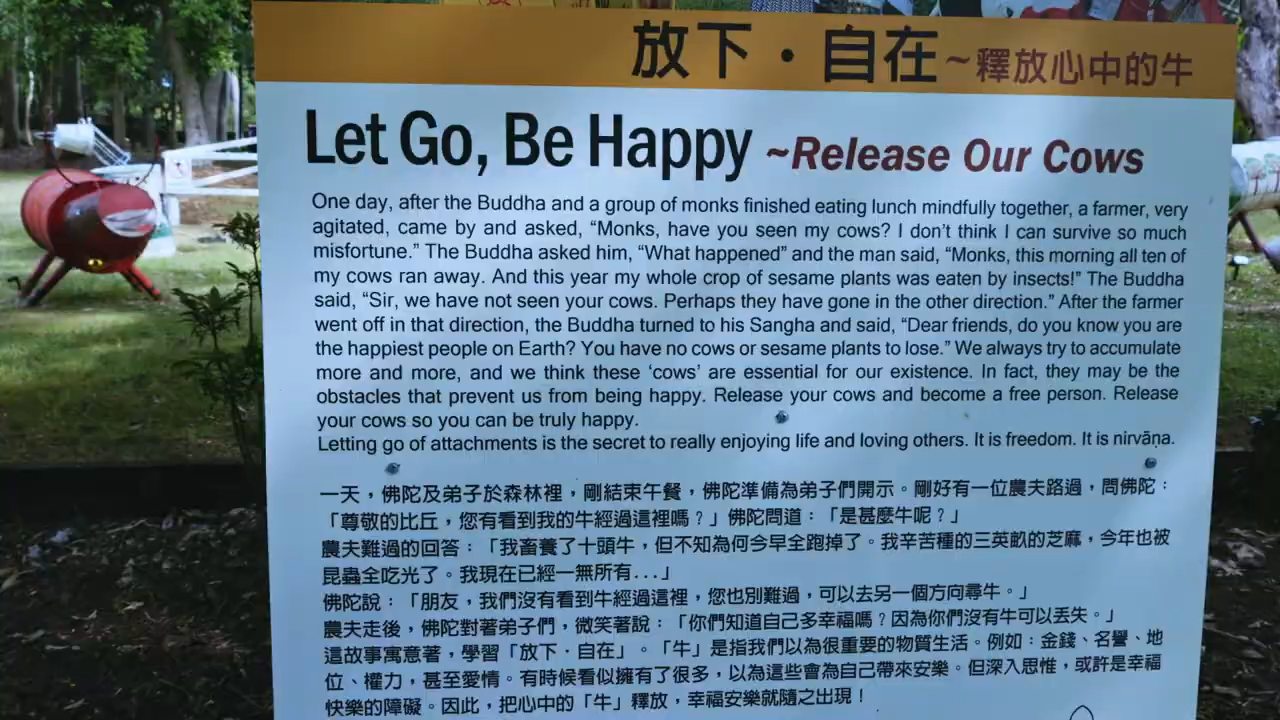 放下・自在~釋放心中的牛
Let Go, Be Happy ~Release Our Cows
One day, after the Buddha and a group of monks finished eating lunch mindfully together, a farmer, very
agitated, came by and asked, “Monks, have you seen my cows? I don’t think I can survive so much
misfortune.” The Buddha asked him, “What happened” and the man said, “Monks, this morning all ten of
my cows ran away. And this year my whole crop of sesame plants was eaten by insects!” The Buddha
said, “Sir, we have not seen your cows. Perhaps they have gone in the other direction.” After the farmer
went off in that direction, the Buddha turned to his Sangha and said, “Dear friends, do you know you are
the happiest people on Earth? You have no cows or sesame plants to lose.” We always try to accumulate
more and more, and we think these ‘cows’ are essential for our existence. In fact, they may be the
obstacles that prevent us from being happy. Release your cows and become a free person. Release
your cows so you can be truly happy.
Letting go of attachments is the secret to really enjoying life and loving others. It is freedom. It is nirvāṇa.
一天，佛陀及弟子於森林裡，剛結束午餐，佛陀準備為弟子們開示。剛好有一位農夫路過，問佛陀：
「尊敬的比丘，您有看到我的牛經過這裡嗎？」佛陀問道：「是甚麼牛呢？」
農夫難過的回答：「我畜養了十頭牛，但不知為何今早全跑掉了。我辛苦種的三英畝的芝麻，今年也被
昆蟲全吃光了。我現在已經一無所有...」
佛陀說：「朋友，我們沒有看到牛經過這裡，您也別難過，可以去另一個方向尋牛。」
農夫走後，佛陀對著弟子們，微笑著說：「你們知道自己多幸福嗎？因為你們沒有牛可以丟失。」
這故事寓意著，學習「放下・自在」。「牛」是指我們以為很重要的物質生活。例如：金錢、名譽、地
位、權力，甚至愛情。有時候看似擁有了很多，以為這些會為自己帶來安樂。但深入思惟，或許是幸福
快樂的障礙。因此，把心中的「牛」釋放，幸福安樂就隨之出現！